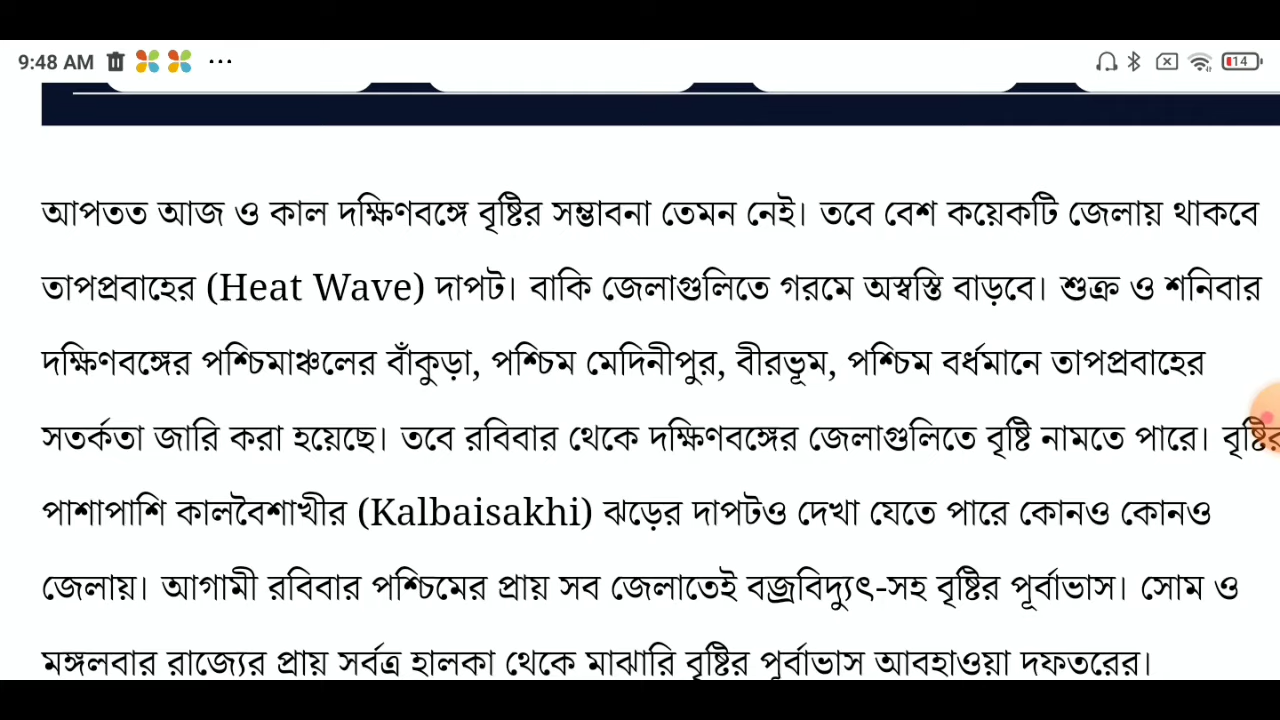 9:48 AM
14
আপতত আজ ও কাল দক্ষিণবঙ্গে বৃষ্টির সম্ভাবনা তেমন নেই। তবে বেশ কয়েকটি জেলায় থাকবে
তাপপ্রবাহের (Heat Wave) দাপট। বাকি জেলাগুলিতে গরমে অস্বস্তি বাড়বে। শুক্র ও শনিবার
দক্ষিণবঙ্গের পশ্চিমাঞ্চলের বাঁকুড়া, পশ্চিম মেদিনীপুর, বীরভূম, পশ্চিম বর্ধমানে তাপপ্রবাহের
সতর্কতা জারি করা হয়েছে। তবে রবিবার থেকে দক্ষিণবঙ্গের জেলাগুলিতে বৃষ্টি নামতে পারে। বৃষ্টির
পাশাপাশি কালবৈশাখীর (Kalbaisakhi) ঝড়ের দাপটও দেখা যেতে পারে কোনও কোনও
জেলায়। আগামী রবিবার পশ্চিমের প্রায় সব জেলাতেই বজ্রবিদ্যুৎ-সহ বৃষ্টির পূর্বাভাস। সোম ও
মঙ্গলবার রাজ্যের প্রায় সর্বত্র হালকা থেকে মাঝারি বৃষ্টির পূর্বাভাস আবহাওয়া দফতরের।